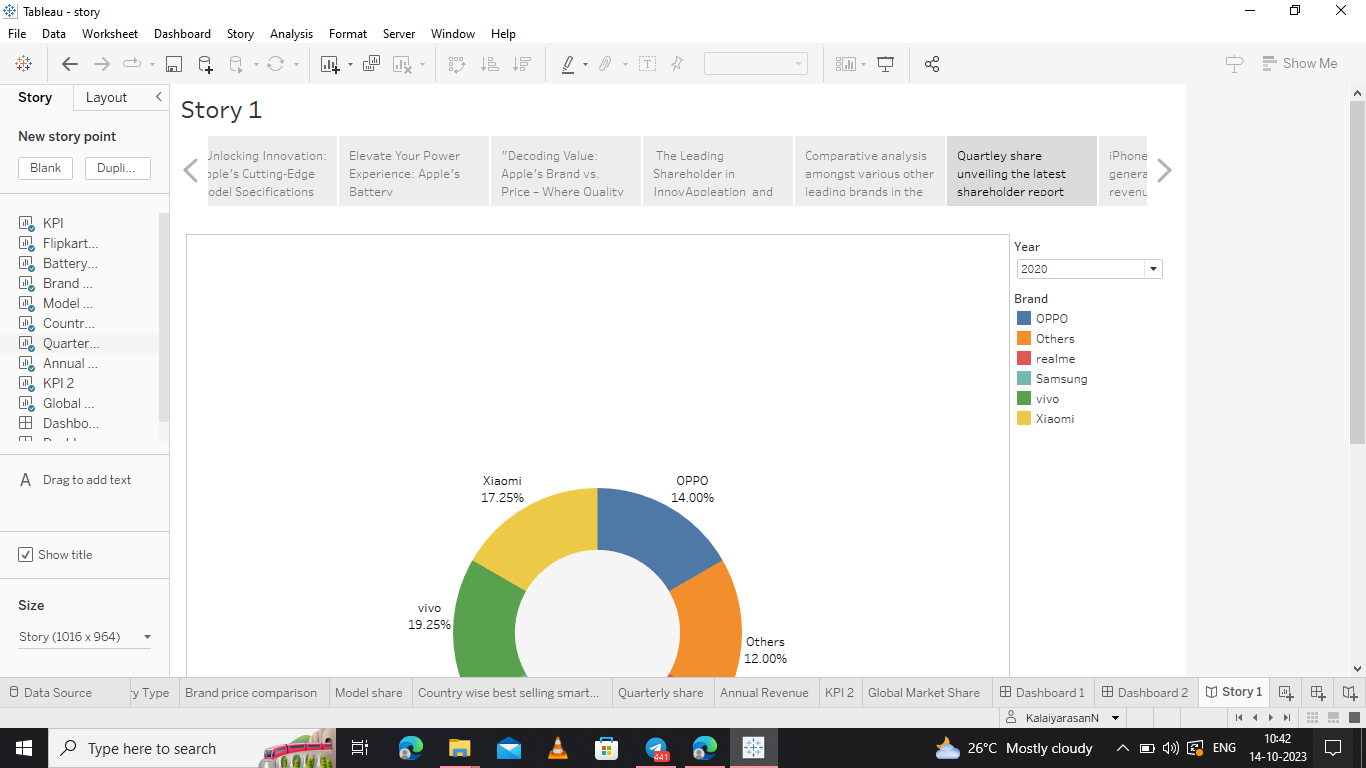 Tableau - story
File Data Worksheet Dashboard Story Analysis Format Server Window Help
Show Me
Story Layout
New story point
Blank Dupli...
KPI
Flipkart...
Battery...
Brand ...
Model ...
Countr...
Quarter...
Annual ...
KPI 2
Global ...
Dashbo...
A Drag to add text
Show title
Size
Story (1016 x 964)
Story 1
Unlocking Innovation:
ople's Cutting-Edge
odel Specifications
Elevate Your Power
Experience: Apple's
Battery
"Decoding Value:
Apple's Brand vs.
Price – Where Quality
The Leading
Shareholder in
InnovAppleation and
Comparative analysis
amongst various other
leading brands in the
Quartley share
unveiling the latest
shareholder report
iPhone
genera
revenu
Year
2020
Brand
OPPO
Others
realme
Samsung
vivo
Xiaomi
Xiaomi
17.25%
OPPO
14.00%
vivo
19.25%
Others
12.00%
Data Source ry Type Brand price comparison Model share Country wise best selling smart... Quarterly share Annual Revenue KPI 2 Global Market Share Dashboard 1 Dashboard 2 Story 1
KalaiyarasanN
Type here to search
441
26°C Mostly cloudy
ENG
10:42
14-10-2023